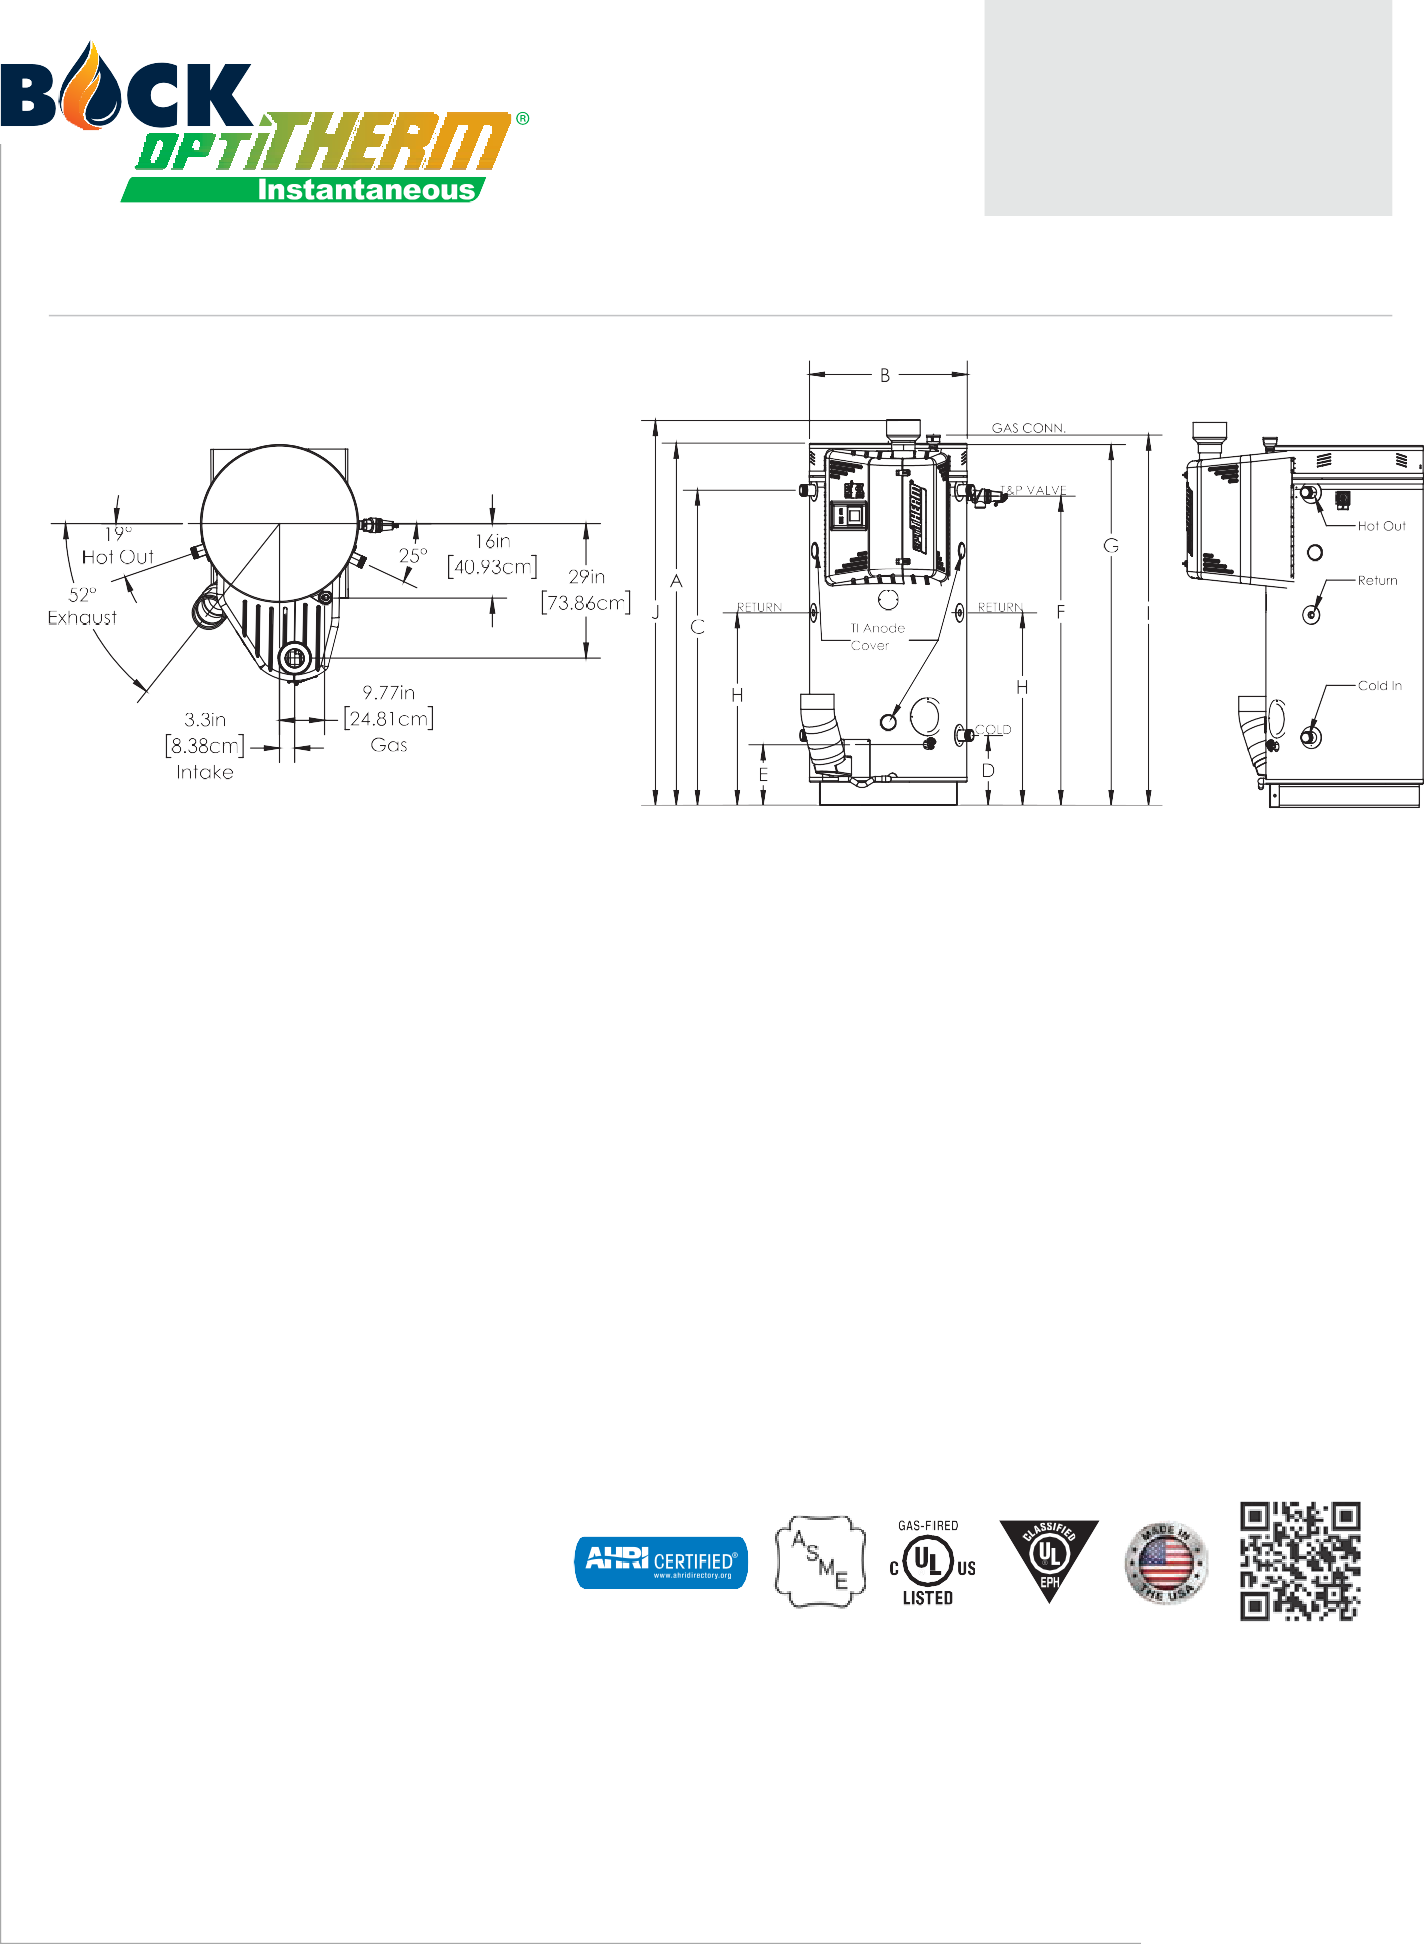 BOCK
OPTiTHERM®
Instantaneous
19°
Hot Out
52°
Exhaust
25°
16in
[40.93cm]
29in
[73.86cm]
9.77in
[24.81cm]
Gas
3.3in
[8.38cm]
Intake
B
GAS CONN.
T&P VALVE
OPTiTHERM
A
J
C
G
F
I
RETURN
RETURN
TI Anode
Cover
H
H
COLD
E
D
Hot Out
Return
Cold In
AHRI CERTIFIED®
www.ahridirectory.org
ASME
GAS-FIRED
C UL US
LISTED
CLASSIFIED
UL
EPH
MADE IN
THE USA